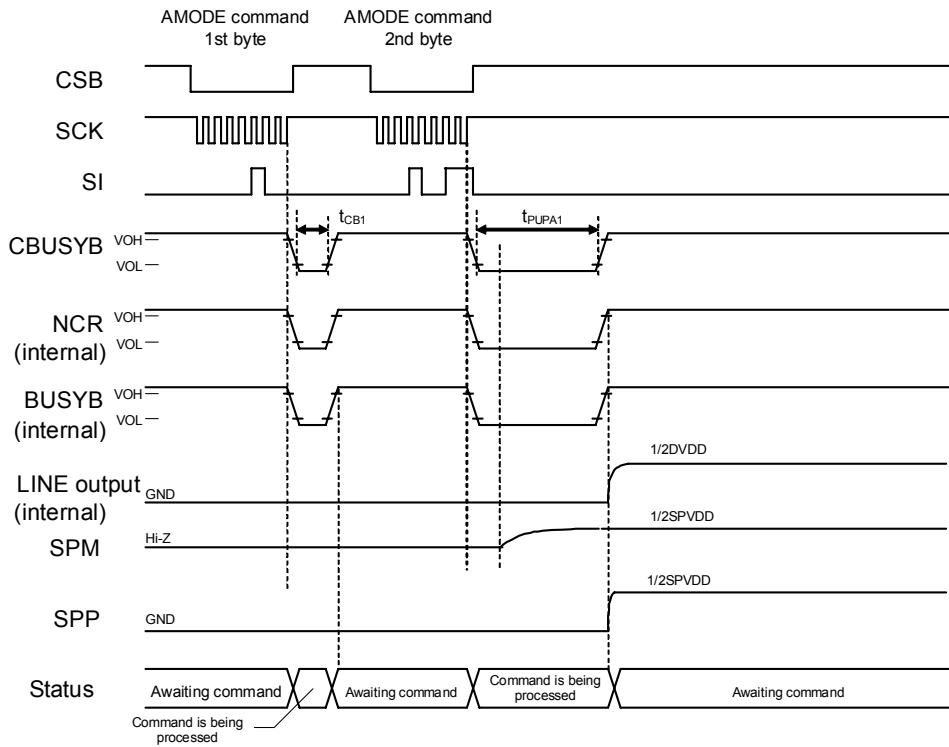 AMODE command
1st byte
AMODE command
2nd byte
CSB
SCK
SI
tCB1
tPUPA1
CBUSYB
VOH
VOL
NCR
(internal)
VOH
VOL
BUSYB
(internal)
VOH
VOL
1/2DVDD
LINE output
(internal)
GND
1/2SPVDD
SPM
Hi-Z
1/2SPVDD
SPP
GND
Status
Awaiting command
Awaiting command
Command is being
processed
Awaiting command
Command is being
processed